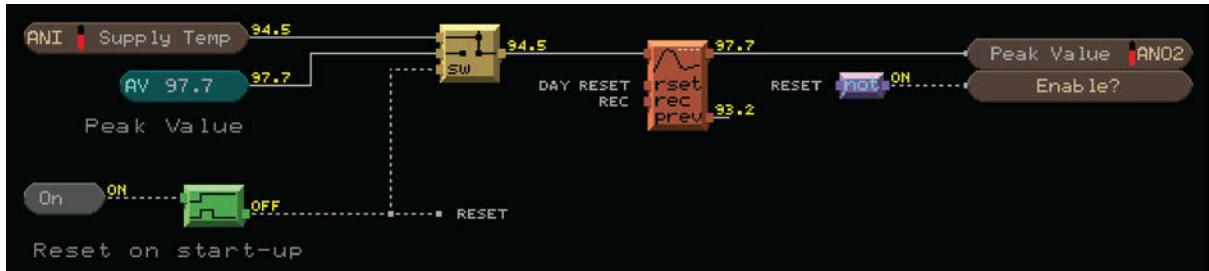 ANI Supply Temp 94.5
AV 97.7 97.7
Peak Value
sw 94.5
97.7
DAY RESET rset
REC rec
prev 93.2
RESET not ON
Peak Value ANO2
Enable?
On ON
OFF
RESET
Reset on start-up